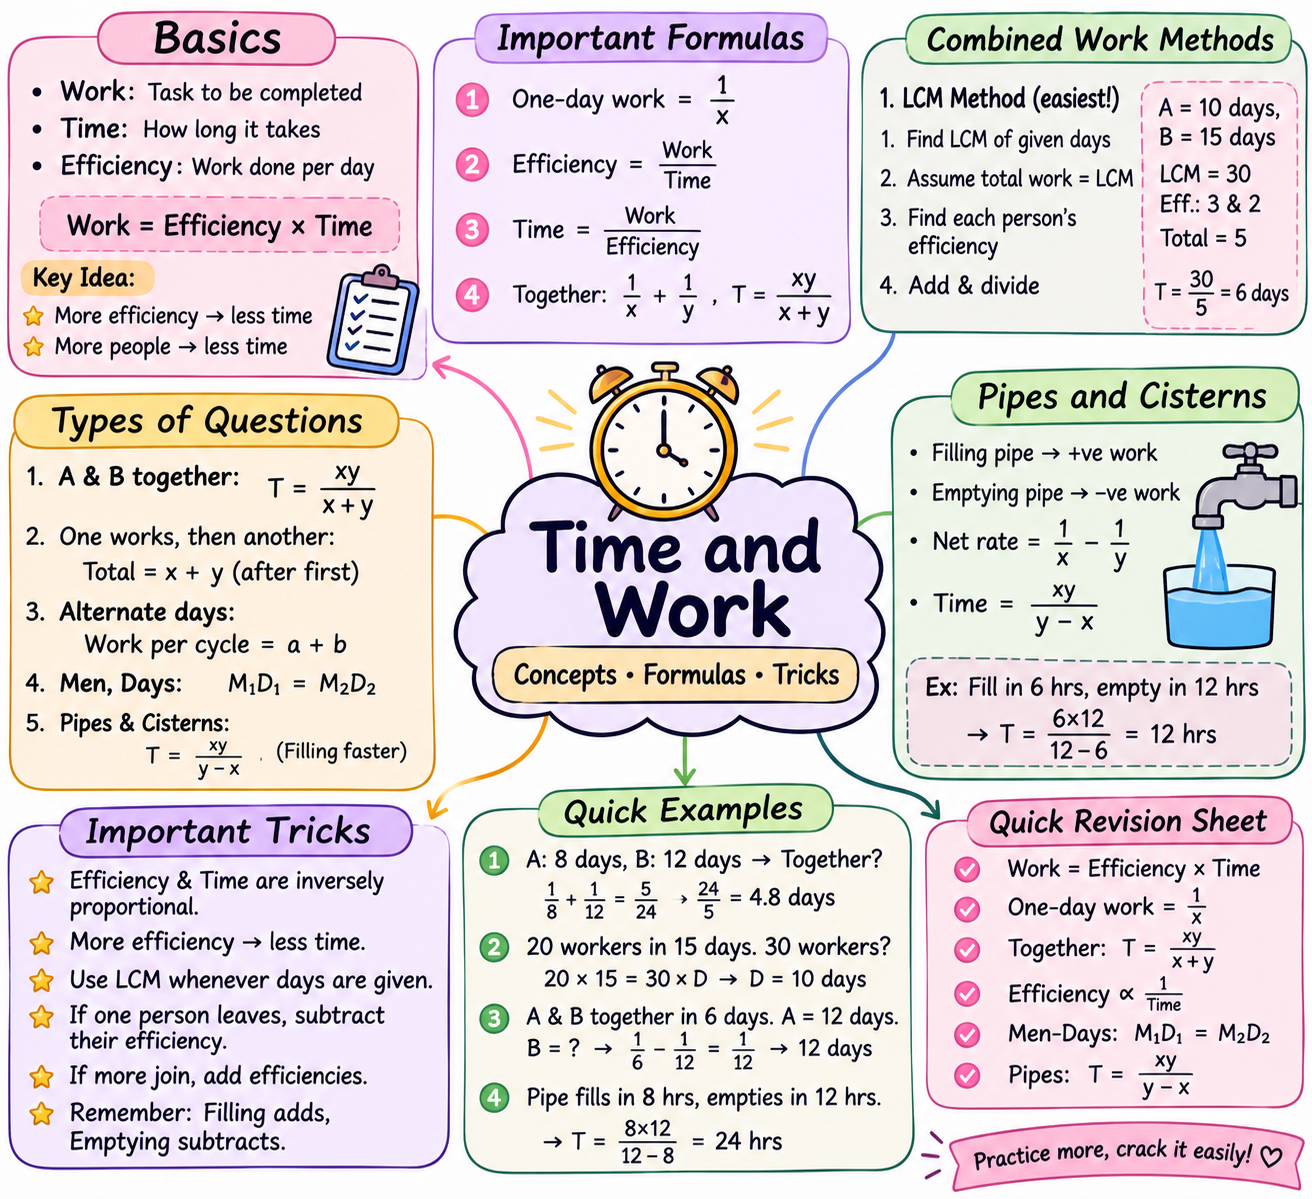 Basics
• Work: Task to be completed
• Time: How long it takes
• Efficiency: Work done per day
Work = Efficiency × Time
Key Idea:
More efficiency → less time
More people → less time
Important Formulas
1 One-day work = 1/x
2 Efficiency = Work/Time
3 Time = Work/Efficiency
4 Together: 1/x + 1/y , T = xy/(x + y)
Combined Work Methods
1. LCM Method (easiest!)
1. Find LCM of given days
2. Assume total work = LCM
3. Find each person's
efficiency
4. Add & divide
A = 10 days,
B = 15 days
LCM = 30
Eff.: 3 & 2
Total = 5
T = 30/5 = 6 days
Types of Questions
1. A & B together: T = xy/(x + y)
2. One works, then another:
Total = x + y (after first)
3. Alternate days:
Work per cycle = a + b
4. Men, Days: M₁D₁ = M₂D₂
5. Pipes & Cisterns:
T = xy/(y − x) . (Filling faster)
Time and
Work
Concepts • Formulas • Tricks
Pipes and Cisterns
• Filling pipe → +ve work
• Emptying pipe → −ve work
• Net rate = 1/x − 1/y
• Time = xy/(y − x)
Ex: Fill in 6 hrs, empty in 12 hrs
→ T = 6×12/(12 − 6) = 12 hrs
Important Tricks
Efficiency & Time are inversely
proportional.
More efficiency → less time.
Use LCM whenever days are given.
If one person leaves, subtract
their efficiency.
If more join, add efficiencies.
Remember: Filling adds,
Emptying subtracts.
Quick Examples
1 A: 8 days, B: 12 days → Together?
1/8 + 1/12 = 5/24 → 24/5 = 4.8 days
2 20 workers in 15 days. 30 workers?
20 × 15 = 30 × D → D = 10 days
3 A & B together in 6 days. A = 12 days.
B = ? → 1/6 − 1/12 = 1/12 → 12 days
4 Pipe fills in 8 hrs, empties in 12 hrs.
→ T = 8×12/(12 − 8) = 24 hrs
Quick Revision Sheet
Work = Efficiency × Time
One-day work = 1/x
Together: T = xy/(x + y)
Efficiency ∝ 1/Time
Men-Days: M₁D₁ = M₂D₂
Pipes: T = xy/(y − x)
Practice more, crack it easily! ♡